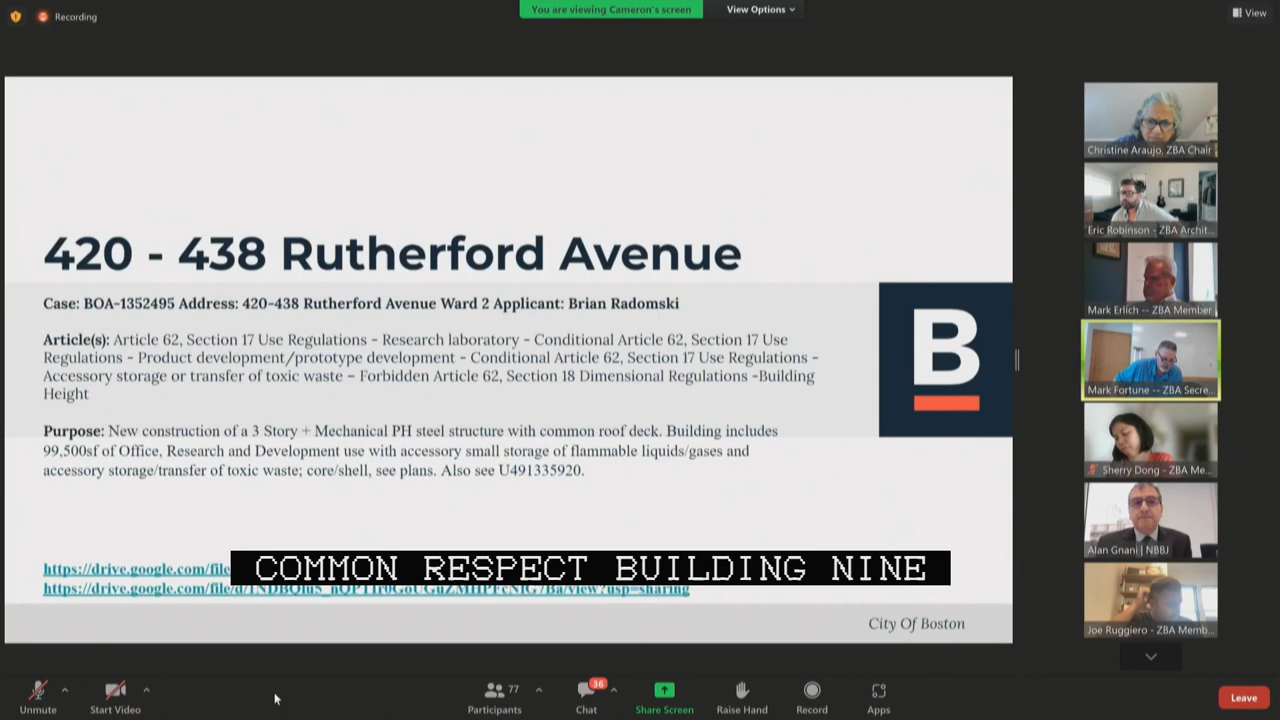 Recording
You are viewing Cameron's screen
View Options
View
420 - 438 Rutherford Avenue
Case: BOA-1352495 Address: 420-438 Rutherford Avenue Ward 2 Applicant: Brian Radomski
Article(s): Article 62, Section 17 Use Regulations - Research laboratory - Conditional Article 62, Section 17 Use
Regulations - Product development/prototype development - Conditional Article 62, Section 17 Use Regulations -
Accessory storage or transfer of toxic waste – Forbidden Article 62, Section 18 Dimensional Regulations -Building
Height
B
Purpose: New construction of a 3 Story + Mechanical PH steel structure with common roof deck. Building includes
99,500sf of Office, Research and Development use with accessory small storage of flammable liquids/gases and
accessory storage/transfer of toxic waste; core/shell, see plans. Also see U491335920.
https://drive.google.com/file
COMMON RESPECT BUILDING NINE
City Of Boston
Christine Araujo, ZBA Chair
Eric Robinson - ZBA Archit...
Mark Erlich -- ZBA Member
Mark Fortune -- ZBA Secre...
Sherry Dong - ZBA Me...
Alan Gnani | NBBJ
Joe Ruggiero - ZBA Memb...
Unmute
Start Video
77
Participants
36
Chat
Share Screen
Raise Hand
Record
Apps
Leave